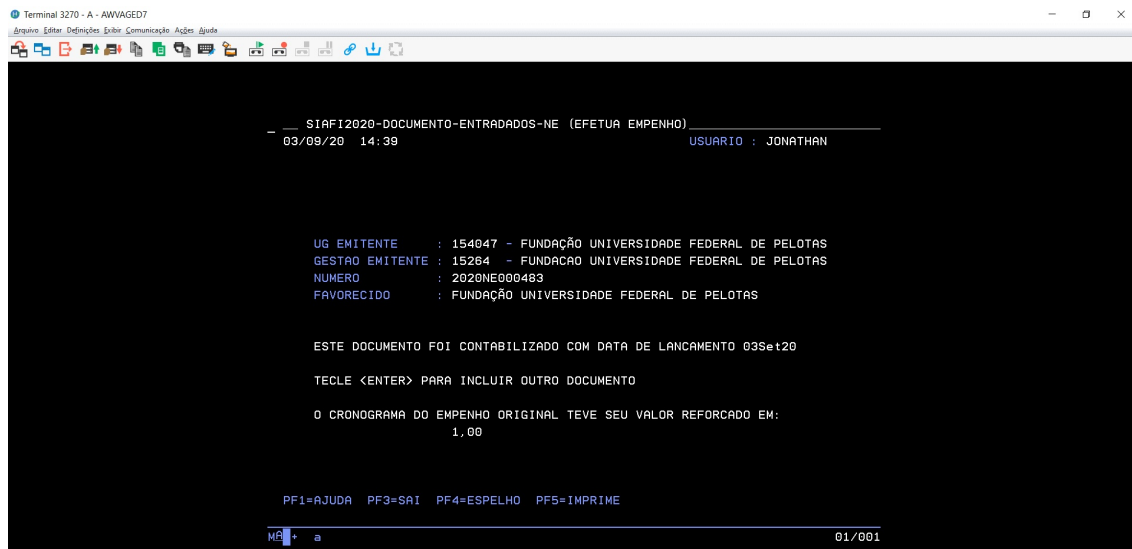 Terminal 3270 - A - AWVAGED7
Arquivo Editar Definições Exibir Comunicação Ações Ajuda
__ SIAFI2020-DOCUMENTO-ENTRADADOS-NE (EFETUA EMPENHO)_________________________
03/09/20 14:39 USUARIO : JONATHAN
UG EMITENTE : 154047 - FUNDAÇÃO UNIVERSIDADE FEDERAL DE PELOTAS
GESTAO EMITENTE : 15264 - FUNDACAO UNIVERSIDADE FEDERAL DE PELOTAS
NUMERO : 2020NE000483
FAVORECIDO : FUNDAÇÃO UNIVERSIDADE FEDERAL DE PELOTAS
ESTE DOCUMENTO FOI CONTABILIZADO COM DATA DE LANCAMENTO 03Set20
TECLE <ENTER> PARA INCLUIR OUTRO DOCUMENTO
O CRONOGRAMA DO EMPENHO ORIGINAL TEVE SEU VALOR REFORCADO EM:
1,00
PF1=AJUDA PF3=SAI PF4=ESPELHO PF5=IMPRIME
MA + a 01/001